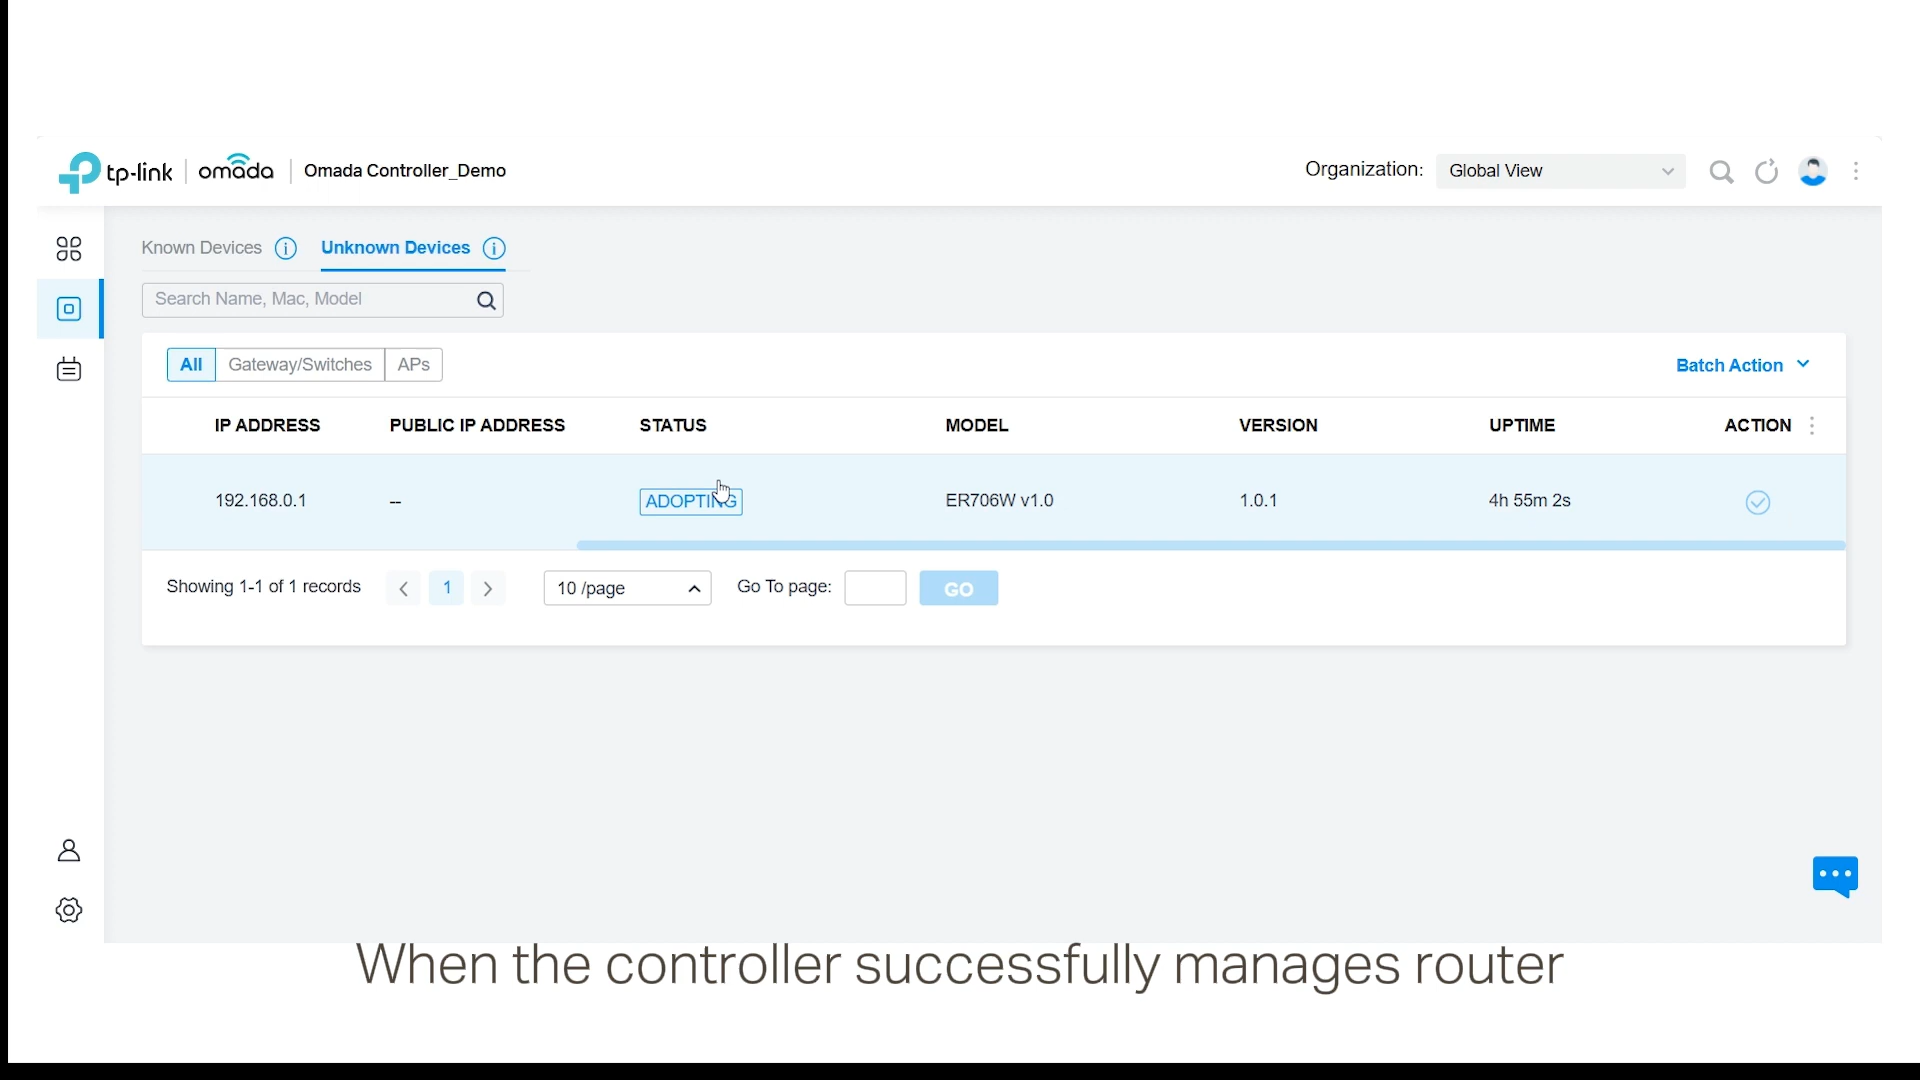 tp-link omada Omada Controller_Demo Organization: Global View
Known Devices Unknown Devices
Search Name, Mac, Model
All Gateway/Switches APs Batch Action
IP ADDRESS PUBLIC IP ADDRESS STATUS MODEL VERSION UPTIME ACTION
192.168.0.1 -- ADOPTING ER706W v1.0 1.0.1 4h 55m 2s
Showing 1-1 of 1 records 1 10 /page Go To page: GO
When the controller successfully manages router